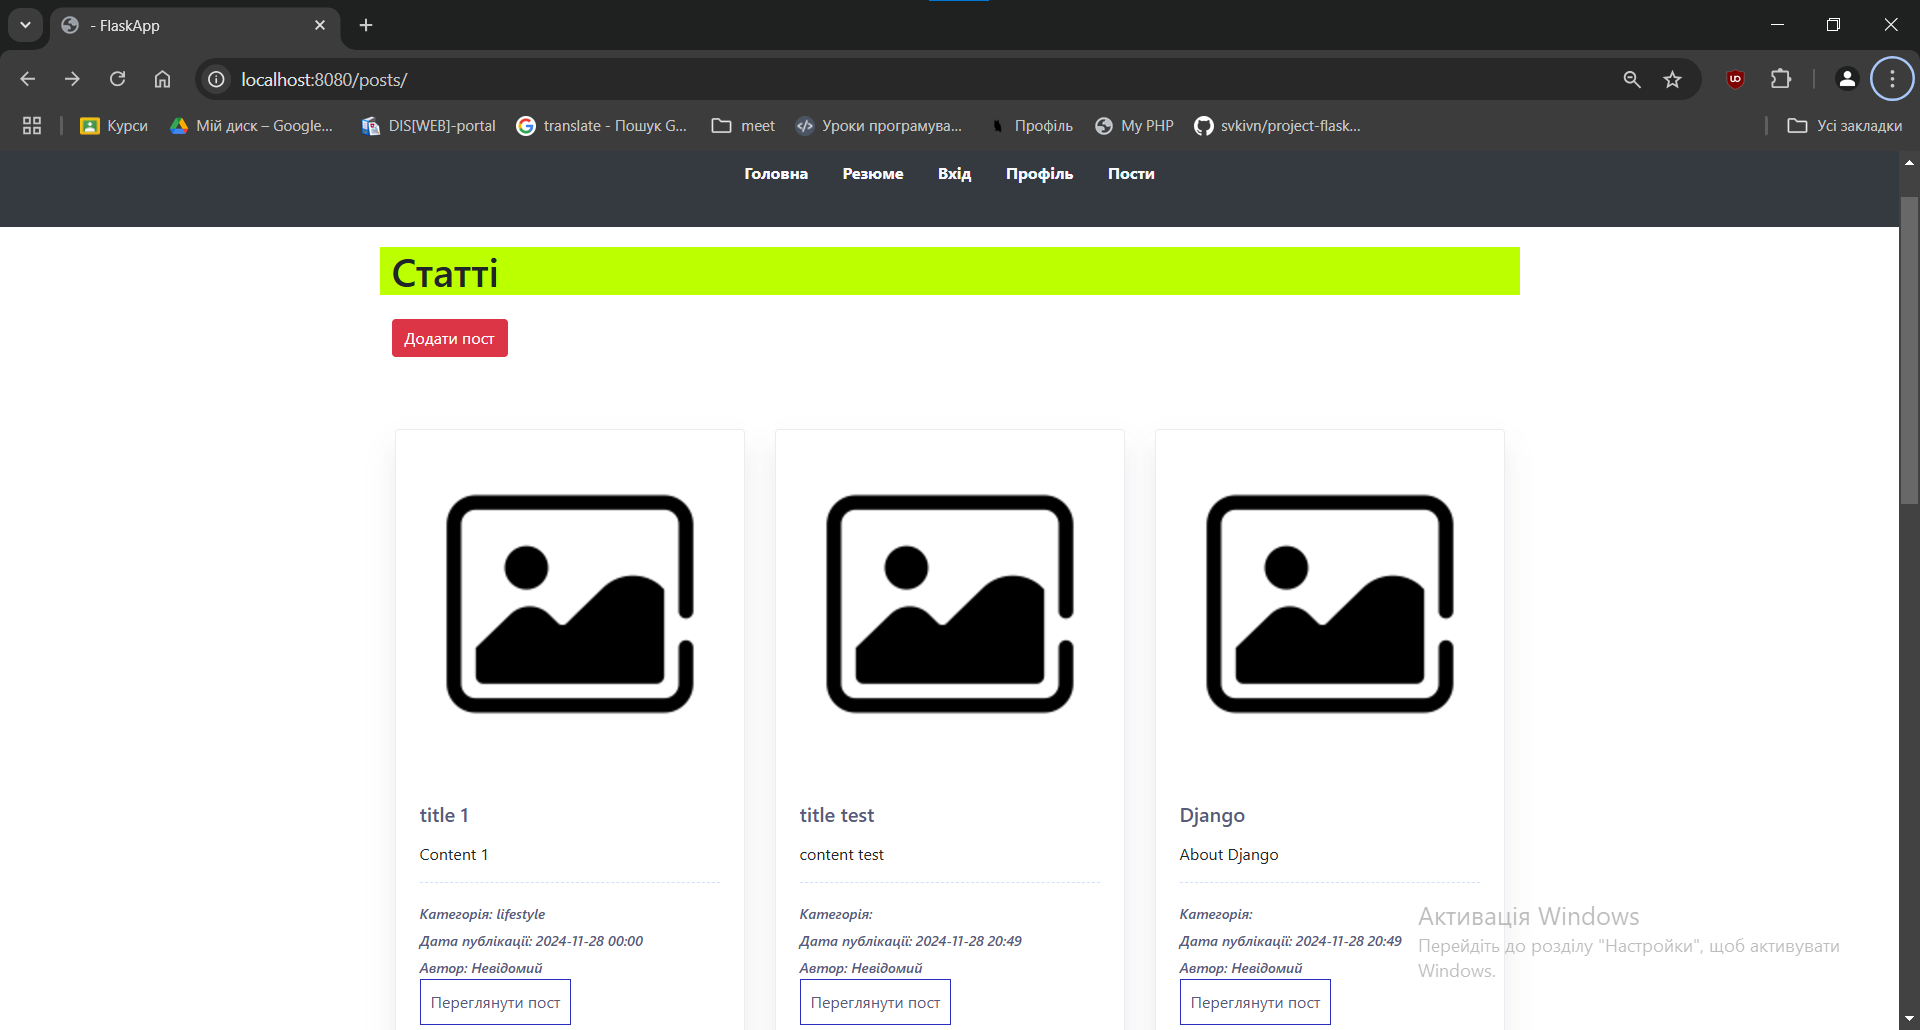 - FlaskApp
localhost:8080/posts/
Курси
Мій диск – Google...
DIS[WEB]-portal
translate - Пошук G...
meet
Уроки програмува...
Профіль
My PHP
svkivn/project-flask...
Усі закладки
Головна Резюме Вхід Профіль Пости
Статті
Додати пост
title 1
Content 1
Категорія: lifestyle
Дата публікації: 2024-11-28 00:00
Автор: Невідомий
Переглянути пост
title test
content test
Категорія:
Дата публікації: 2024-11-28 20:49
Автор: Невідомий
Переглянути пост
Django
About Django
Категорія:
Дата публікації: 2024-11-28 20:49
Автор: Невідомий
Переглянути пост
Активація Windows
Перейдіть до розділу "Настройки", щоб активувати
Windows.